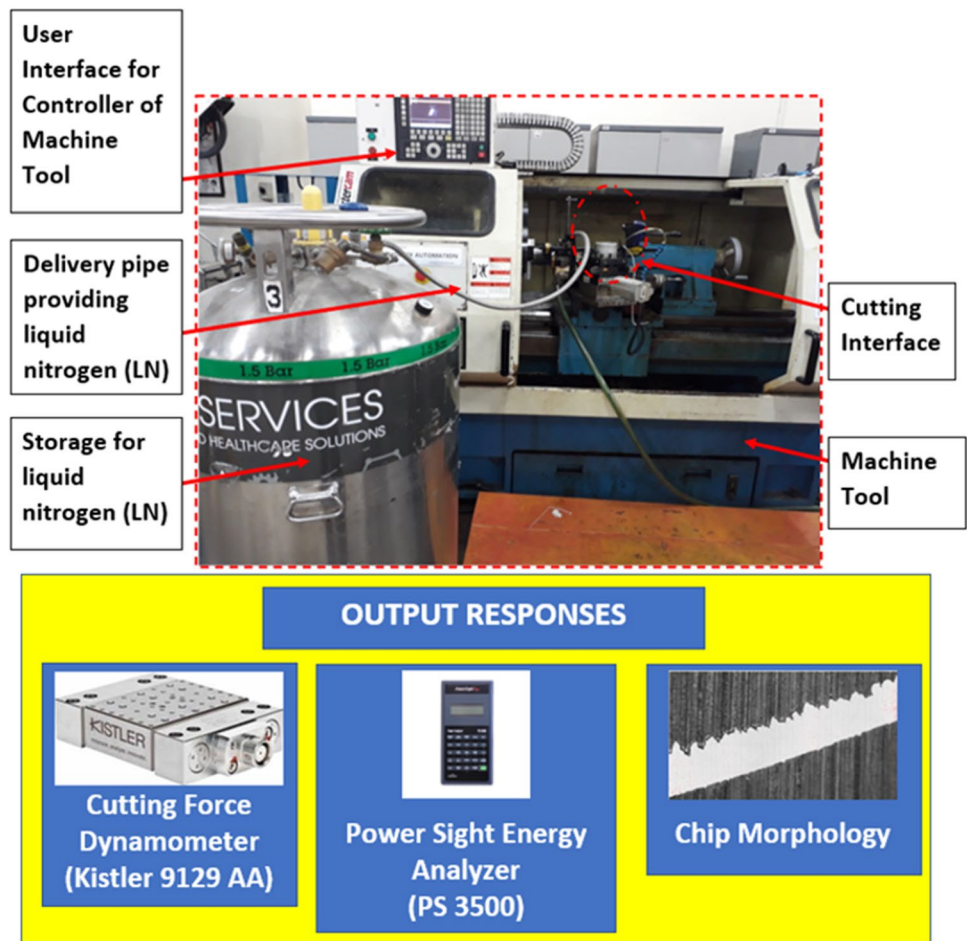 User
Interface for
Controller of
Machine
Tool
Delivery pipe
providing
liquid
nitrogen (LN)
Storage for
liquid
nitrogen (LN)
3
AUTOMATION
1.5 Bar
1.5 Bar
1.5 Bar
SERVICES
D HEALTHCARE SOLUTIONS
Cutting
Interface
Machine
Tool
OUTPUT RESPONSES
KISTLER
Cutting Force
Dynamometer
(Kistler 9129 AA)
Power Sight Energy
Analyzer
(PS 3500)
Chip Morphology